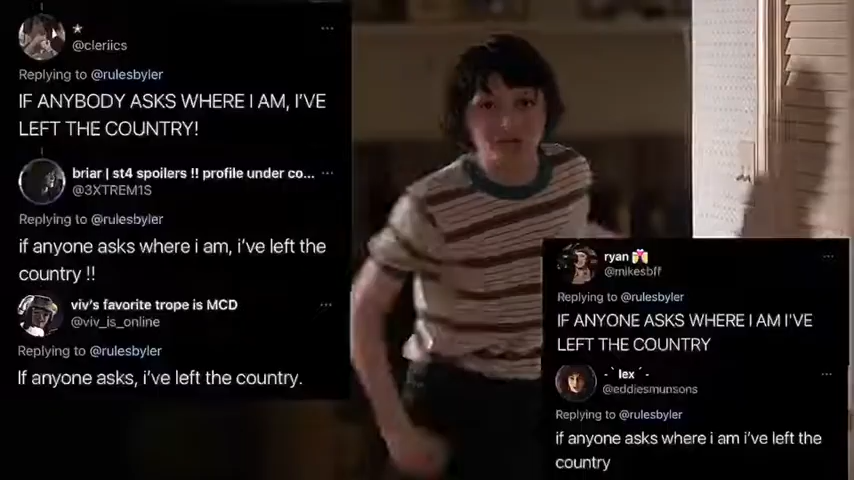 *
@cleriics
Replying to @rulesbyler
IF ANYBODY ASKS WHERE I AM, I'VE
LEFT THE COUNTRY!
briar | st4 spoilers !! profile under co...
@3XTREM1S
Replying to @rulesbyler
if anyone asks where i am, i've left the
country !!
viv's favorite trope is MCD
@viv_is_online
Replying to @rulesbyler
If anyone asks, i've left the country.
ryan
@mikesbff
Replying to @rulesbyler
IF ANYONE ASKS WHERE I AM I'VE
LEFT THE COUNTRY
-`lex´-
@eddiesmunsons
Replying to @rulesbyler
if anyone asks where i am i've left the
country